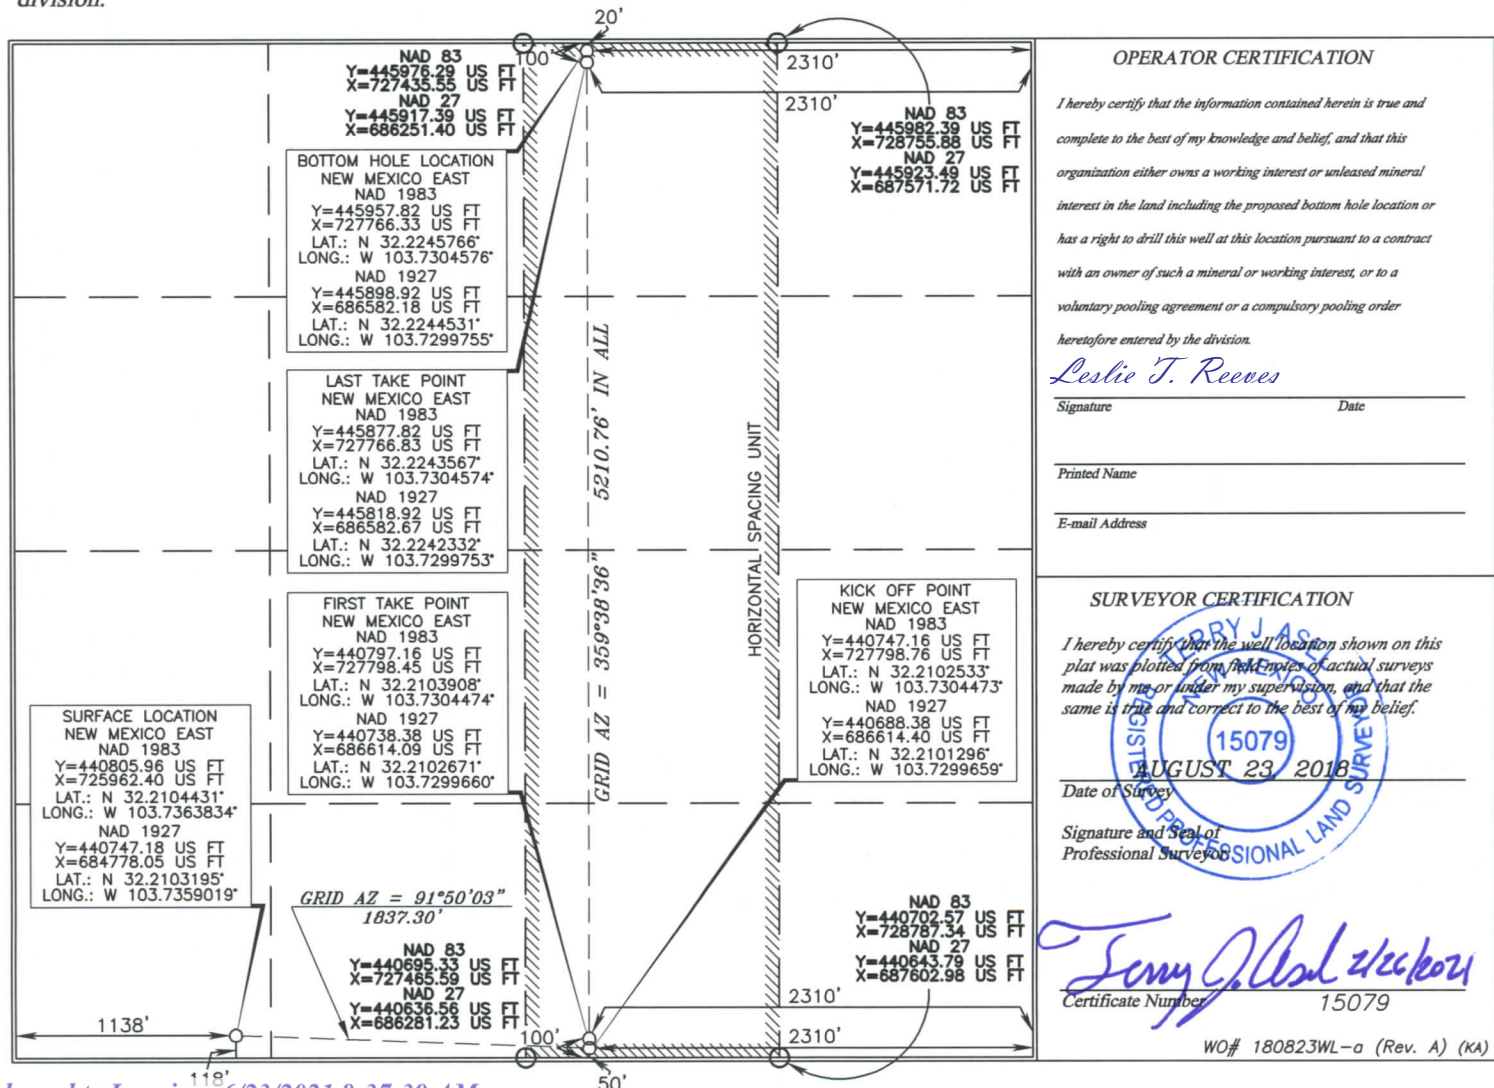 division.
20'
100'
2310'
2310'
NAD 83
Y=445976.29 US FT
X=727435.55 US FT
NAD 27
Y=445917.39 US FT
X=686251.40 US FT
NAD 83
Y=445982.39 US FT
X=728755.88 US FT
NAD 27
Y=445923.49 US FT
X=687571.72 US FT
BOTTOM HOLE LOCATION
NEW MEXICO EAST
NAD 1983
Y=445957.82 US FT
X=727766.33 US FT
LAT.: N 32.2245766°
LONG.: W 103.7304576°
NAD 1927
Y=445898.92 US FT
X=686582.18 US FT
LAT.: N 32.2244531°
LONG.: W 103.7299755°
LAST TAKE POINT
NEW MEXICO EAST
NAD 1983
Y=445877.82 US FT
X=727766.83 US FT
LAT.: N 32.2243567°
LONG.: W 103.7304574°
NAD 1927
Y=445818.92 US FT
X=686582.67 US FT
LAT.: N 32.2242332°
LONG.: W 103.7299753°
FIRST TAKE POINT
NEW MEXICO EAST
NAD 1983
Y=440797.16 US FT
X=727798.45 US FT
LAT.: N 32.2103908°
LONG.: W 103.7304474°
NAD 1927
Y=440738.38 US FT
X=686614.09 US FT
LAT.: N 32.2102671°
LONG.: W 103.7299660°
GRID AZ = 359°38'36" 5210.76' IN ALL
HORIZONTAL SPACING UNIT
KICK OFF POINT
NEW MEXICO EAST
NAD 1983
Y=440747.16 US FT
X=727798.76 US FT
LAT.: N 32.2102533°
LONG.: W 103.7304473°
NAD 1927
Y=440688.38 US FT
X=686614.40 US FT
LAT.: N 32.2101296°
LONG.: W 103.7299659°
SURFACE LOCATION
NEW MEXICO EAST
NAD 1983
Y=440805.96 US FT
X=725962.40 US FT
LAT.: N 32.2104431°
LONG.: W 103.7363834°
NAD 1927
Y=440747.18 US FT
X=684778.05 US FT
LAT.: N 32.2103195°
LONG.: W 103.7359019°
GRID AZ = 91°50'03"
1837.30'
NAD 83
Y=440695.33 US FT
X=727465.59 US FT
NAD 27
Y=440636.56 US FT
X=686281.23 US FT
NAD 83
Y=440702.57 US FT
X=728787.34 US FT
NAD 27
Y=440643.79 US FT
X=687602.98 US FT
2310'
2310'
1138'
118'
100'
50'
OPERATOR CERTIFICATION
I hereby certify that the information contained herein is true and
complete to the best of my knowledge and belief, and that this
organization either owns a working interest or unleased mineral
interest in the land including the proposed bottom hole location or
has a right to drill this well at this location pursuant to a contract
with an owner of such a mineral or working interest, or to a
voluntary pooling agreement or a compulsory pooling order
heretofore entered by the division.
Leslie T. Reeves
Signature Date
Printed Name
E-mail Address
SURVEYOR CERTIFICATION
I hereby certify that the well location shown on this
plat was plotted from field notes of actual surveys
made by me or under my supervision, and that the
same is true and correct to the best of my belief.
TERRY J ASEL
NEW MEXICO
15079
REGISTERED PROFESSIONAL LAND SURVEYOR
AUGUST 23, 2018
Date of Survey
Signature and Seal of
Professional Surveyor
Terry J. Asel 2/26/2021
Certificate Number 15079
WO# 180823WL-a (Rev. A) (KA)
6/23/2021 8:37:39 AM